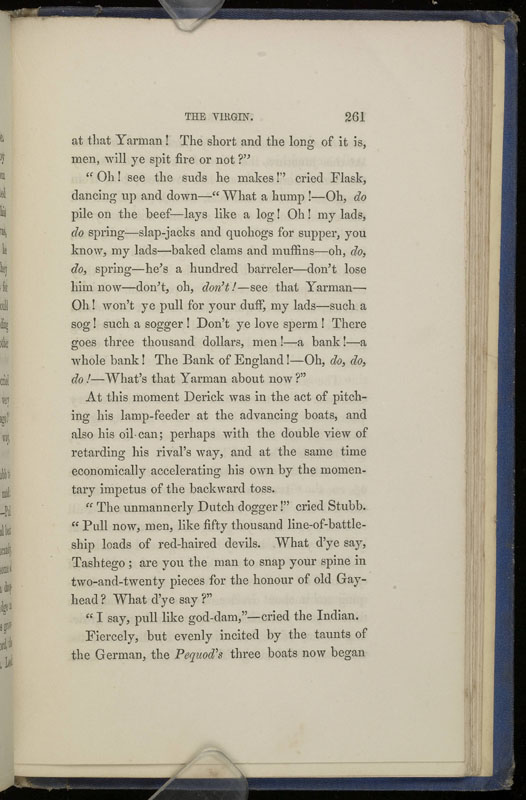 THE VIRGIN. 261
at that Yarman! The short and the long of it is,
men, will ye spit fire or not?”
“Oh! see the suds he makes!” cried Flask,
dancing up and down—“What a hump!—Oh, do
pile on the beef—lays like a log! Oh! my lads,
do spring—slap-jacks and quohogs for supper, you
know, my lads—baked clams and muffins—oh, do,
do, spring—he’s a hundred barreler—don’t lose
him now—don’t, oh, don’t!—see that Yarman—
Oh! won’t ye pull for your duff, my lads—such a
sog! such a sogger! Don’t ye love sperm! There
goes three thousand dollars, men!—a bank!—a
whole bank! The Bank of England!—Oh, do, do,
do!—What’s that Yarman about now?”
At this moment Derick was in the act of pitch-
ing his lamp-feeder at the advancing boats, and
also his oil-can; perhaps with the double view of
retarding his rival’s way, and at the same time
economically accelerating his own by the momen-
tary impetus of the backward toss.
“The unmannerly Dutch dogger!” cried Stubb.
“Pull now, men, like fifty thousand line-of-battle-
ship loads of red-haired devils. What d’ye say,
Tashtego; are you the man to snap your spine in
two-and-twenty pieces for the honour of old Gay-
head? What d’ye say?”
“I say, pull like god-dam,”—cried the Indian.
Fiercely, but evenly incited by the taunts of
the German, the Pequod’s three boats now began